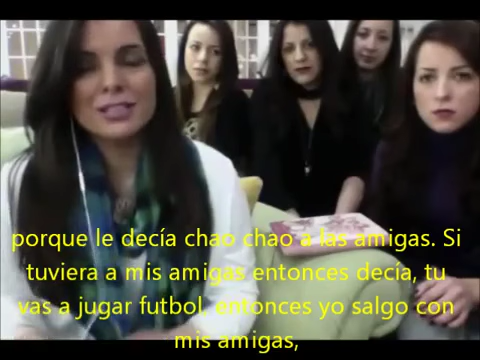 porque le decía chao chao a las amigas. Si
tuviera a mis amigas entonces decía, tu
vas a jugar futbol, entonces yo salgo con
mis amigas,